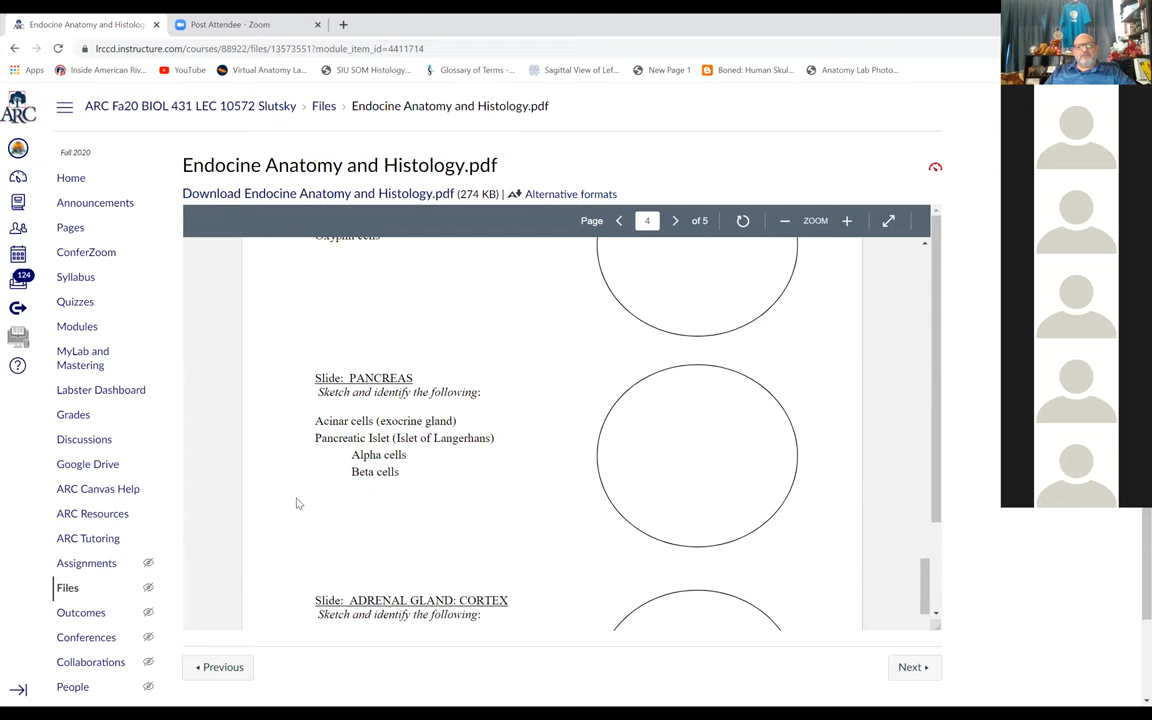 Endocrine Anatomy and Histolog
Post Attendee - Zoom
lrccd.instructure.com/courses/88922/files/13573551?module_item_id=4411714
Apps
Inside American Riv...
YouTube
Virtual Anatomy La...
SIU SOM Histology...
Glossary of Terms -...
Sagittal View of Lef...
New Page 1
Boned: Human Skul...
Anatomy Lab Photo...
ARC
ARC Fa20 BIOL 431 LEC 10572 Slutsky > Files > Endocrine Anatomy and Histology.pdf
Fall 2020
Home
Announcements
Pages
ConferZoom
124
Syllabus
Quizzes
Modules
MyLab and
Mastering
Labster Dashboard
Grades
Discussions
Google Drive
ARC Canvas Help
ARC Resources
ARC Tutoring
Assignments
Files
Outcomes
Conferences
Collaborations
People
Endocrine Anatomy and Histology.pdf
Download Endocrine Anatomy and Histology.pdf (274 KB) | Alternative formats
Page 4 of 5 ZOOM
Oxyphil cells
Slide: PANCREAS
Sketch and identify the following:
Acinar cells (exocrine gland)
Pancreatic Islet (Islet of Langerhans)
Alpha cells
Beta cells
Slide: ADRENAL GLAND: CORTEX
Sketch and identify the following:
Previous
Next